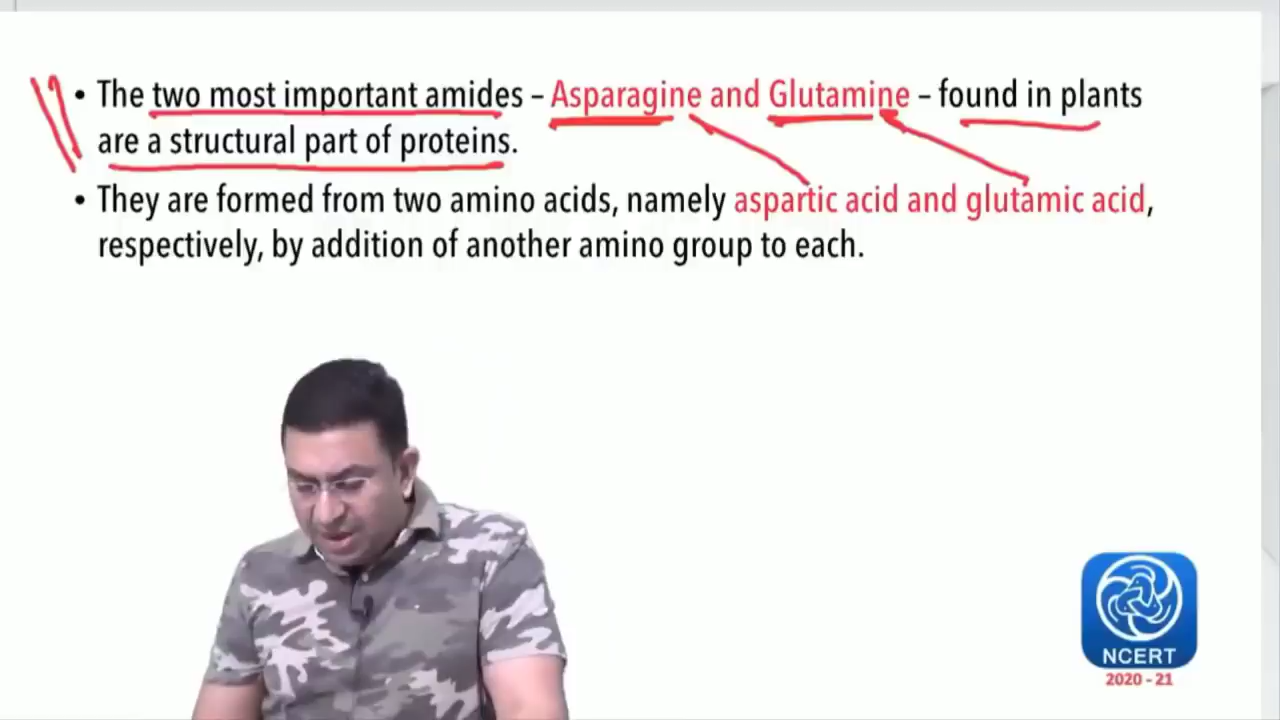 • The two most important amides – Asparagine and Glutamine – found in plants
are a structural part of proteins.
• They are formed from two amino acids, namely aspartic acid and glutamic acid,
respectively, by addition of another amino group to each.
NCERT
2020 - 21